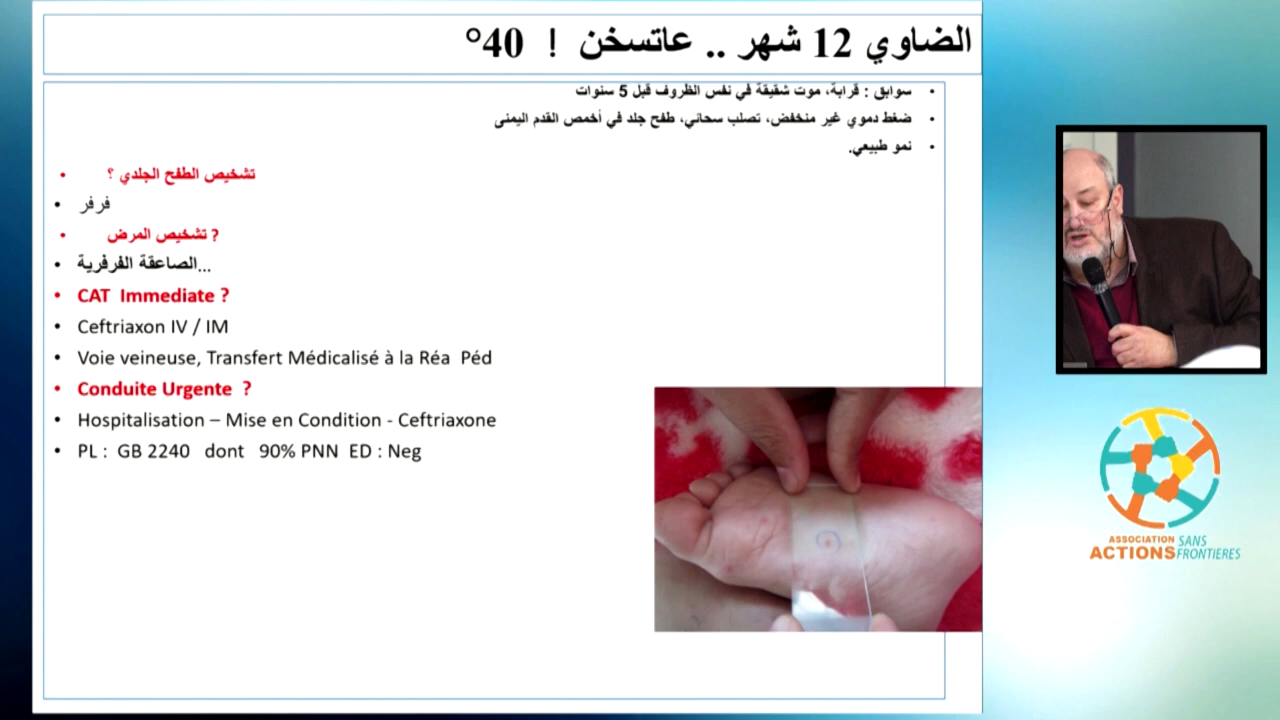 الضاوي 12 شهر .. عاتسخن ! 40°
سوابق : قرابة، موت شقيقة في نفس الظروف قبل 5 سنوات
ضغط دموي غير منخفض، تصلب سحائي، طفح جلد في أخمص القدم اليمنى
نمو طبيعي.
تشخيص الطفح الجلدي ؟
فرفر
تشخيص المرض ?
الصاعقة الفرفرية...
CAT Immediate ?
Ceftriaxon IV / IM
Voie veineuse, Transfert Médicalisé à la Réa Péd
Conduite Urgente ?
Hospitalisation – Mise en Condition - Ceftriaxone
PL : GB 2240 dont 90% PNN ED : Neg
ASSOCIATION SANS
ACTIONS FRONTIERES